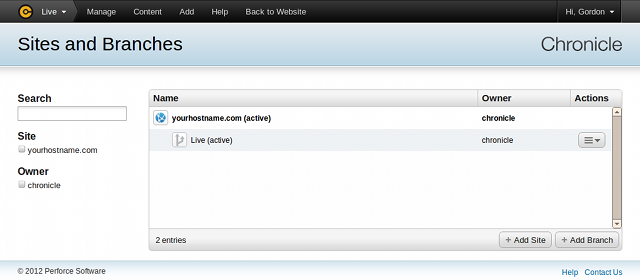 Live Manage Content Add Help Back to Website Hi, Gordon
Sites and Branches
Chronicle
Search
Site
yourhostname.com
Owner
chronicle
Name Owner Actions
yourhostname.com (active) chronicle
Live (active) chronicle
2 entries
+ Add Site + Add Branch
© 2012 Perforce Software
Help Contact Us